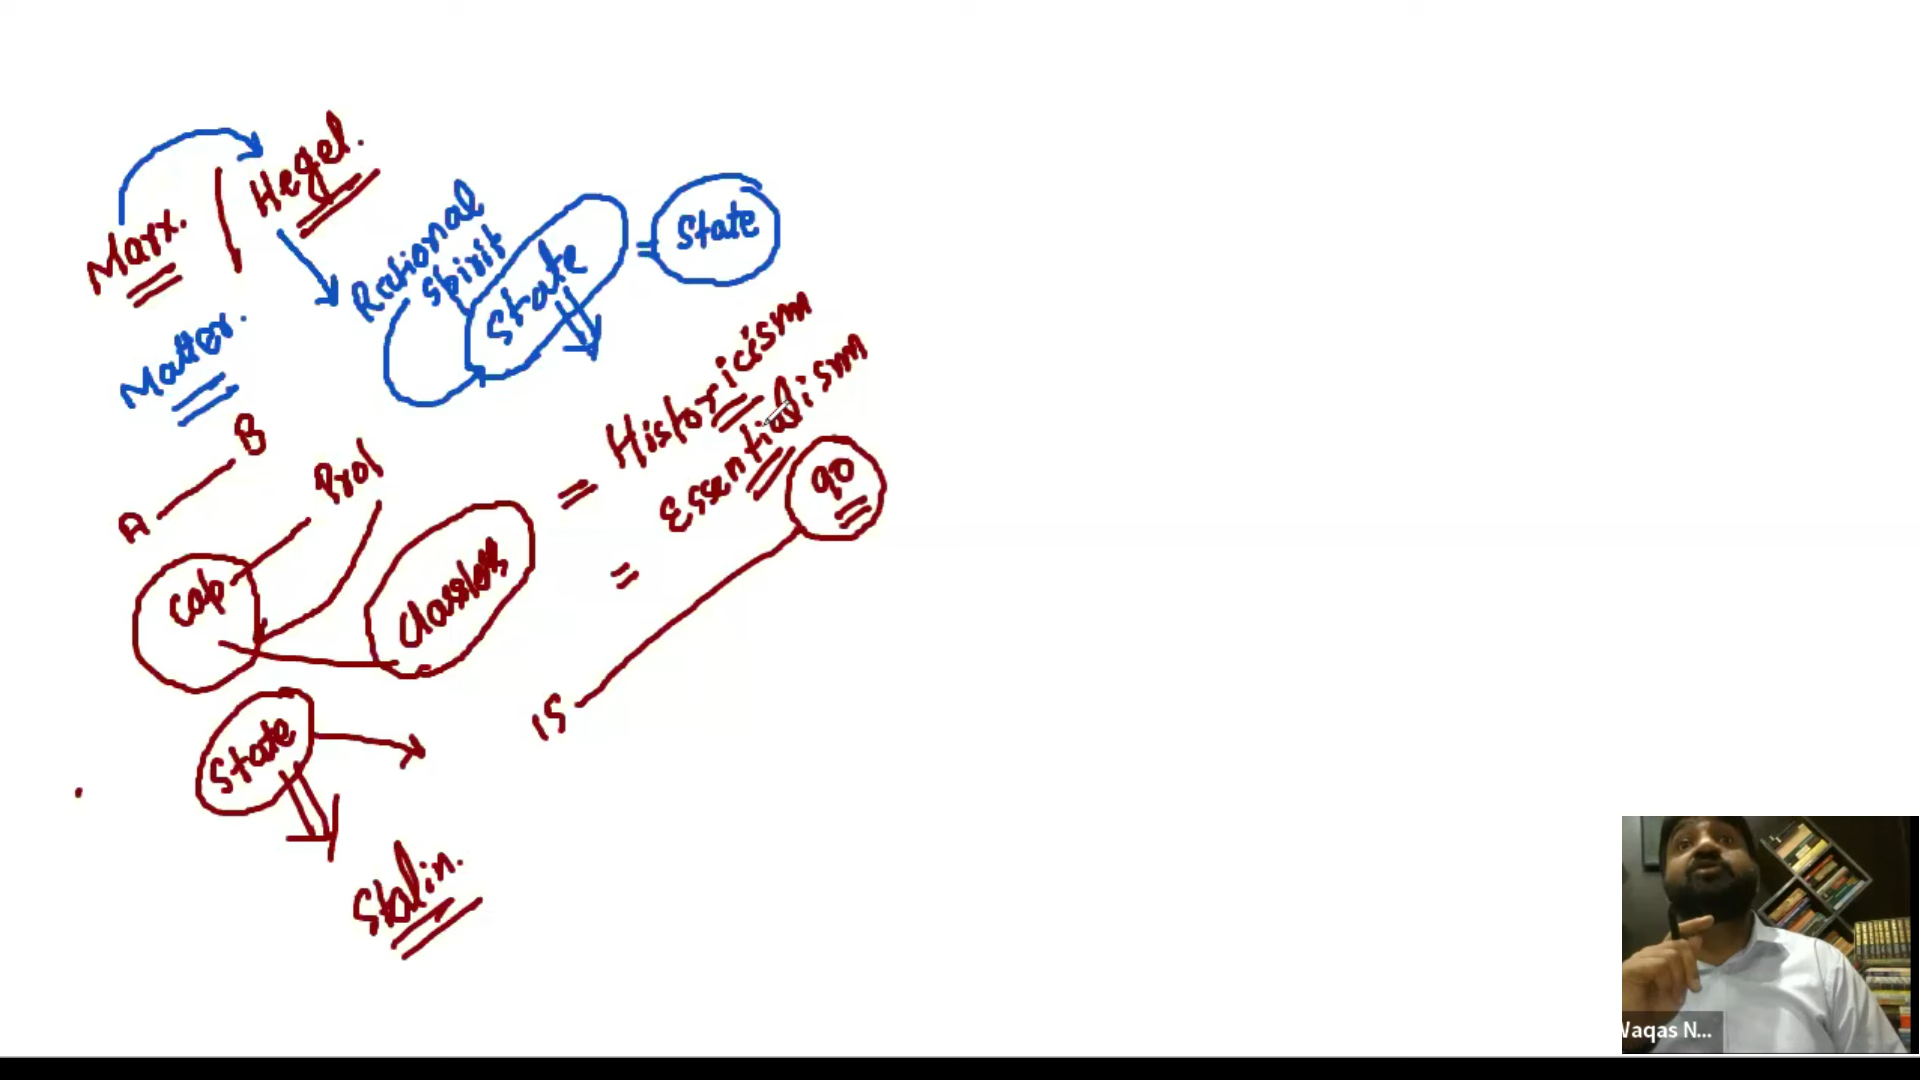 Marx.
Hegel.
Rational
Spirit
State
= State
Matter.
A B
Cap Prol
Classless
= Historicism
Essentialism
=
15 90
State
Stalin.
Waqas N...